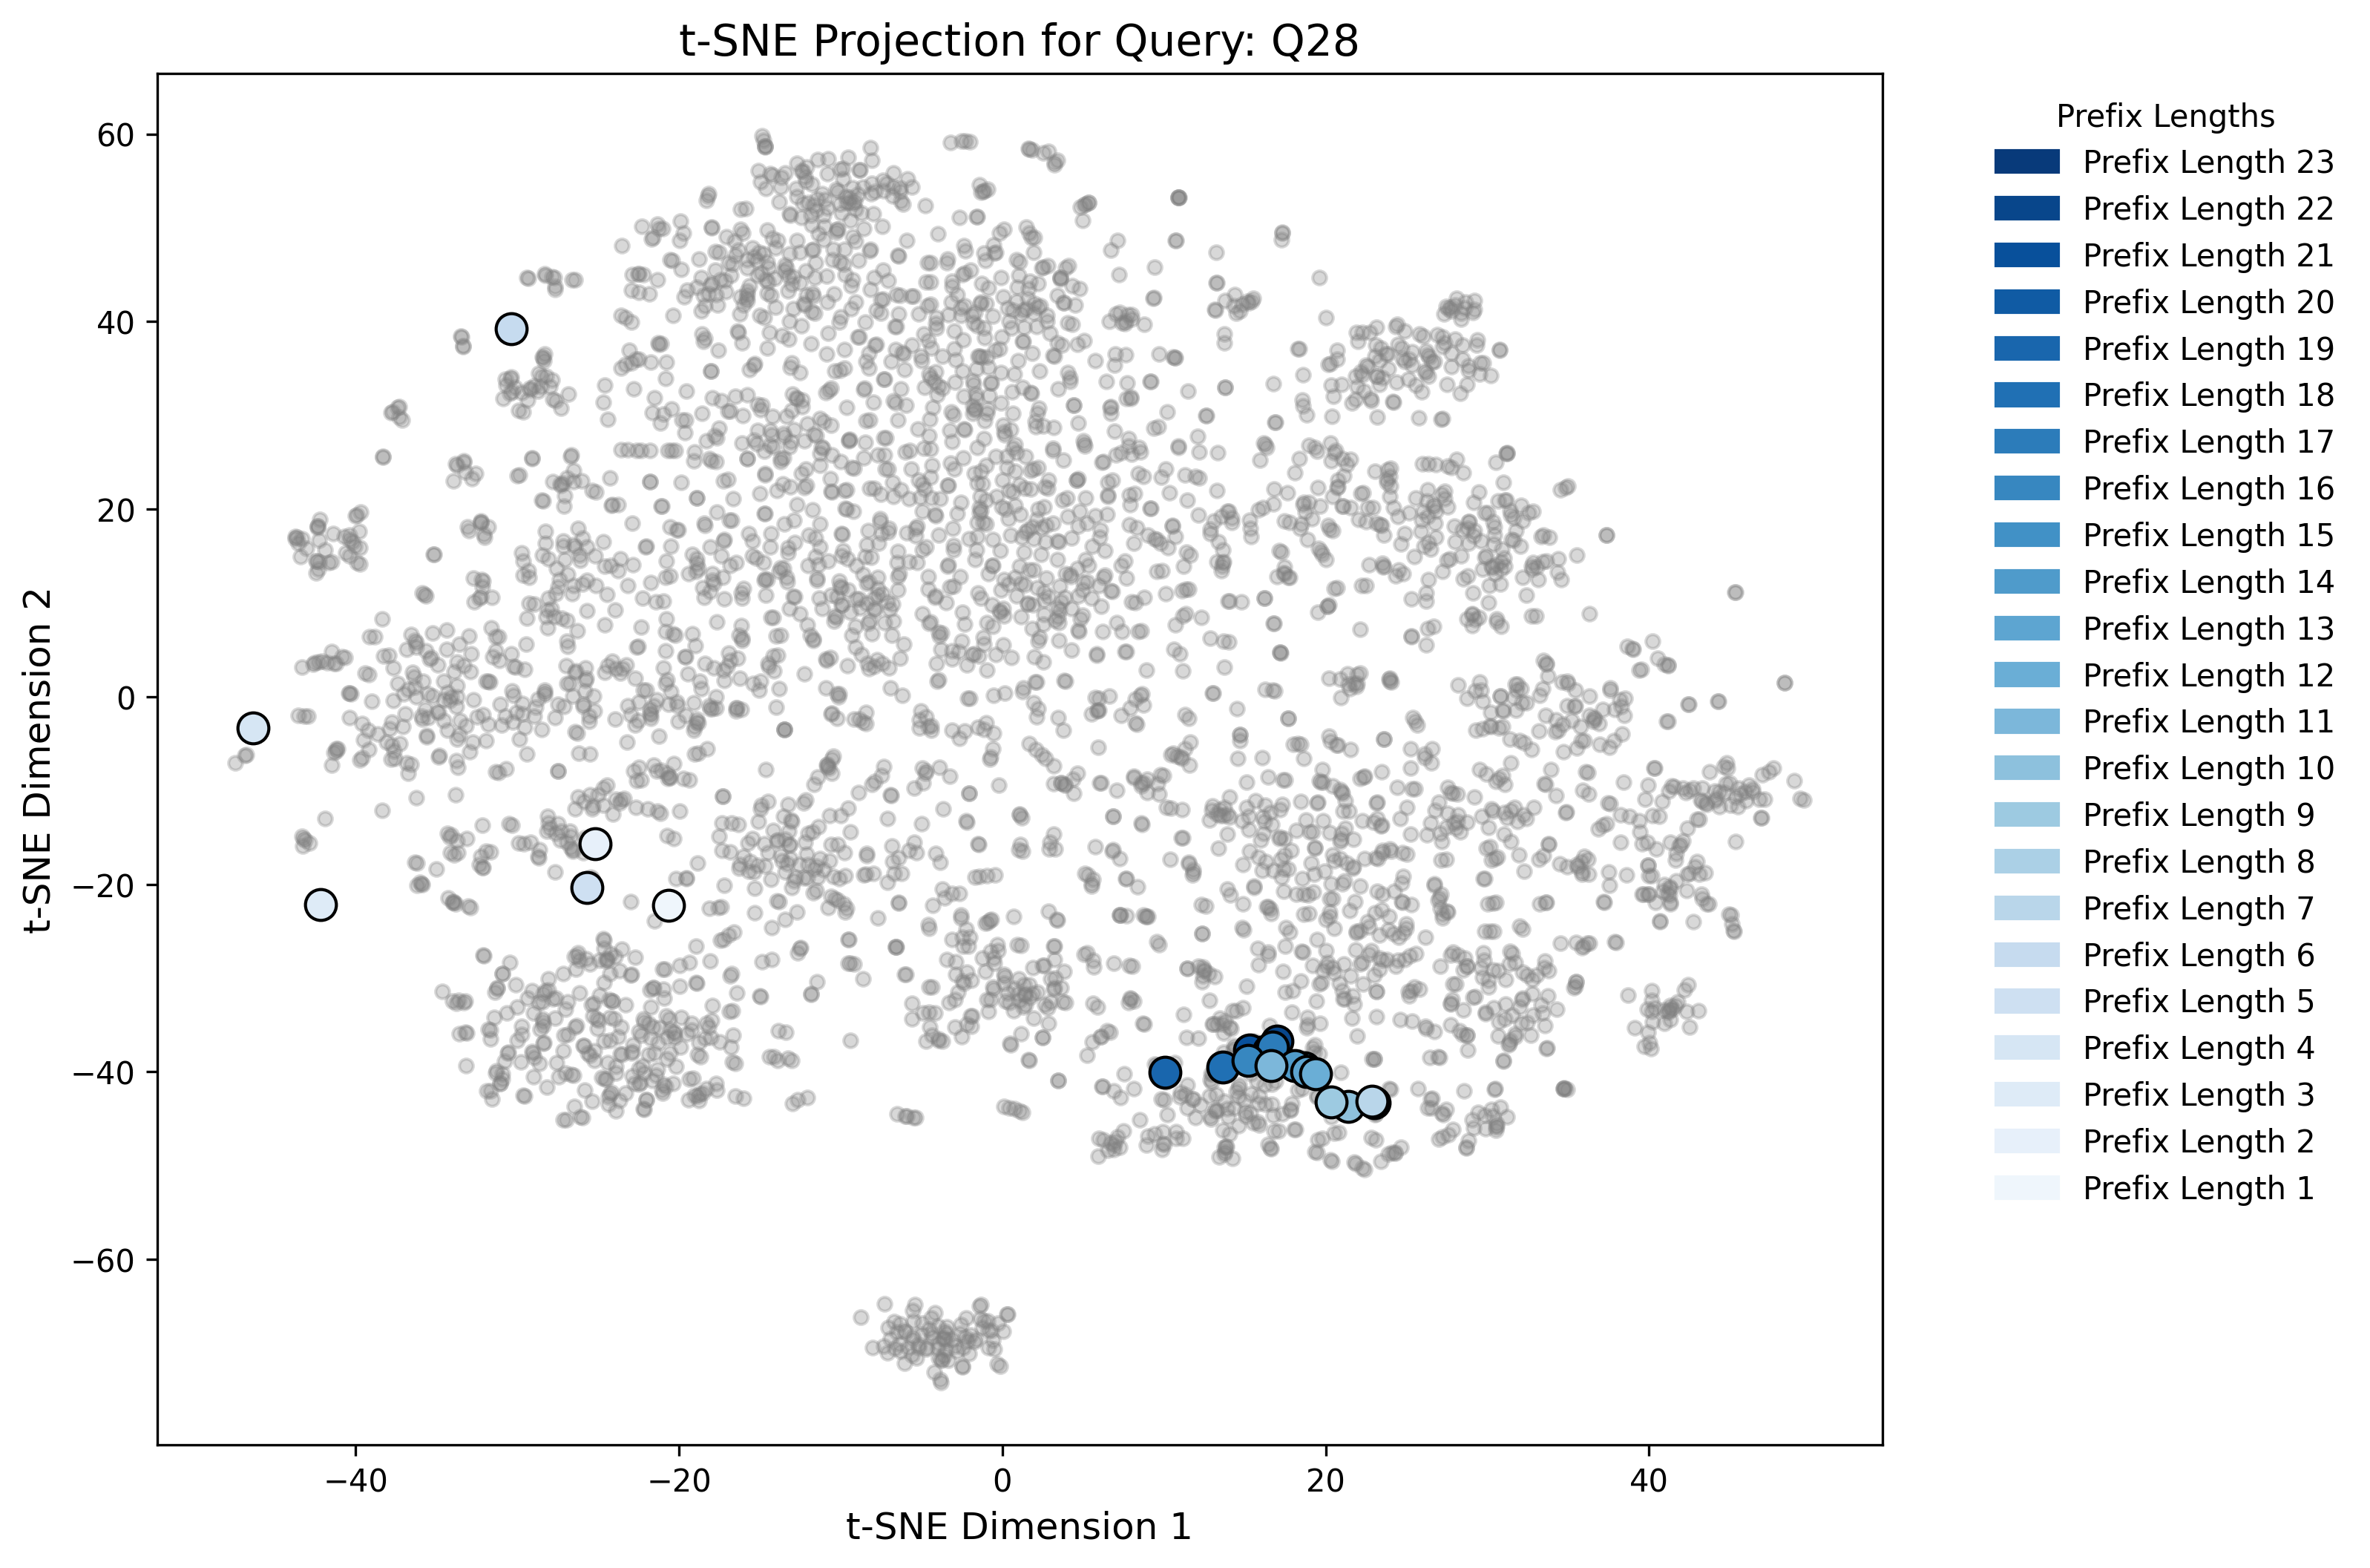 t-SNE Projection for Query: Q28
Prefix Lengths
Prefix Length 23
Prefix Length 22
Prefix Length 21
Prefix Length 20
Prefix Length 19
Prefix Length 18
Prefix Length 17
Prefix Length 16
Prefix Length 15
Prefix Length 14
Prefix Length 13
Prefix Length 12
Prefix Length 11
Prefix Length 10
Prefix Length 9
Prefix Length 8
Prefix Length 7
Prefix Length 6
Prefix Length 5
Prefix Length 4
Prefix Length 3
Prefix Length 2
Prefix Length 1
t-SNE Dimension 2
60
40
20
0
−20
−40
−60
−40 −20 0 20 40
t-SNE Dimension 1